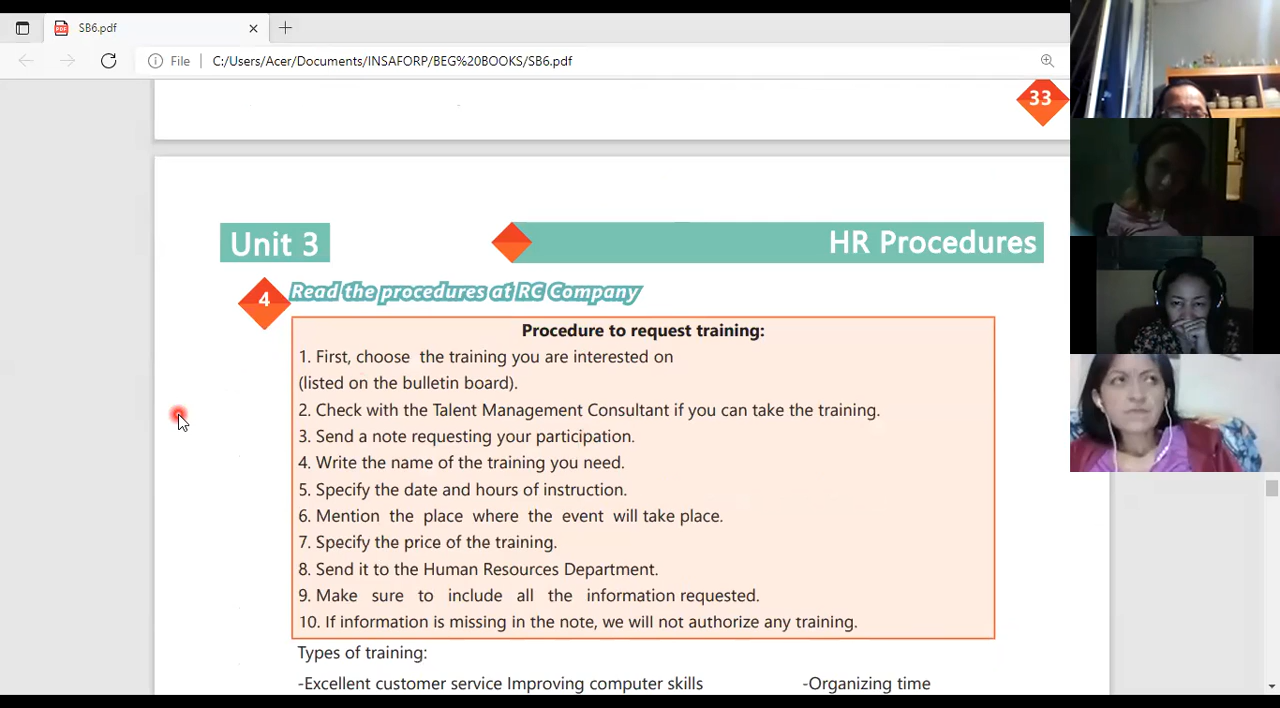 SB6.pdf
File
C:/Users/Acer/Documents/INSAFORP/BEG%20BOOKS/SB6.pdf
33
Unit 3
HR Procedures
4
Read the procedures at RC Company
Procedure to request training:
1. First, choose the training you are interested on
(listed on the bulletin board).
2. Check with the Talent Management Consultant if you can take the training.
3. Send a note requesting your participation.
4. Write the name of the training you need.
5. Specify the date and hours of instruction.
6. Mention the place where the event will take place.
7. Specify the price of the training.
8. Send it to the Human Resources Department.
9. Make sure to include all the information requested.
10. If information is missing in the note, we will not authorize any training.
Types of training:
-Excellent customer service Improving computer skills -Organizing time